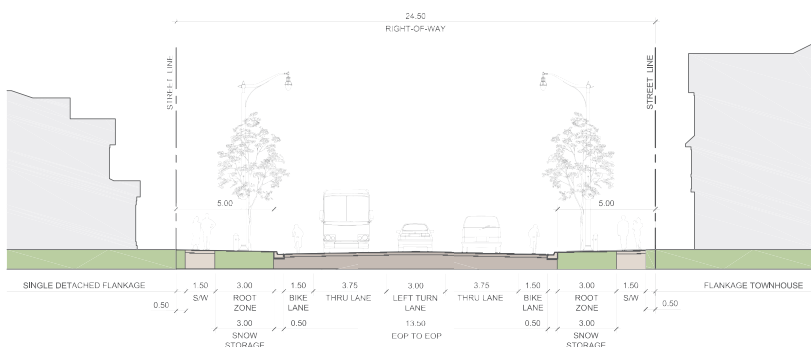 24.50
RIGHT-OF-WAY
STREET LINE
STREET LINE
5.00
5.00
SINGLE DETACHED FLANKAGE
1.50
3.00
1.50
3.75
3.00
3.75
1.50
3.00
1.50
FLANKAGE TOWNHOUSE
0.50
S/W
ROOT
ZONE
BIKE
LANE
THRU LANE
LEFT TURN
LANE
THRU LANE
BIKE
LANE
ROOT
ZONE
S/W
0.50
3.00
0.50
13.50
0.50
3.00
SNOW
STORAGE
EOP TO EOP
SNOW
STORAGE